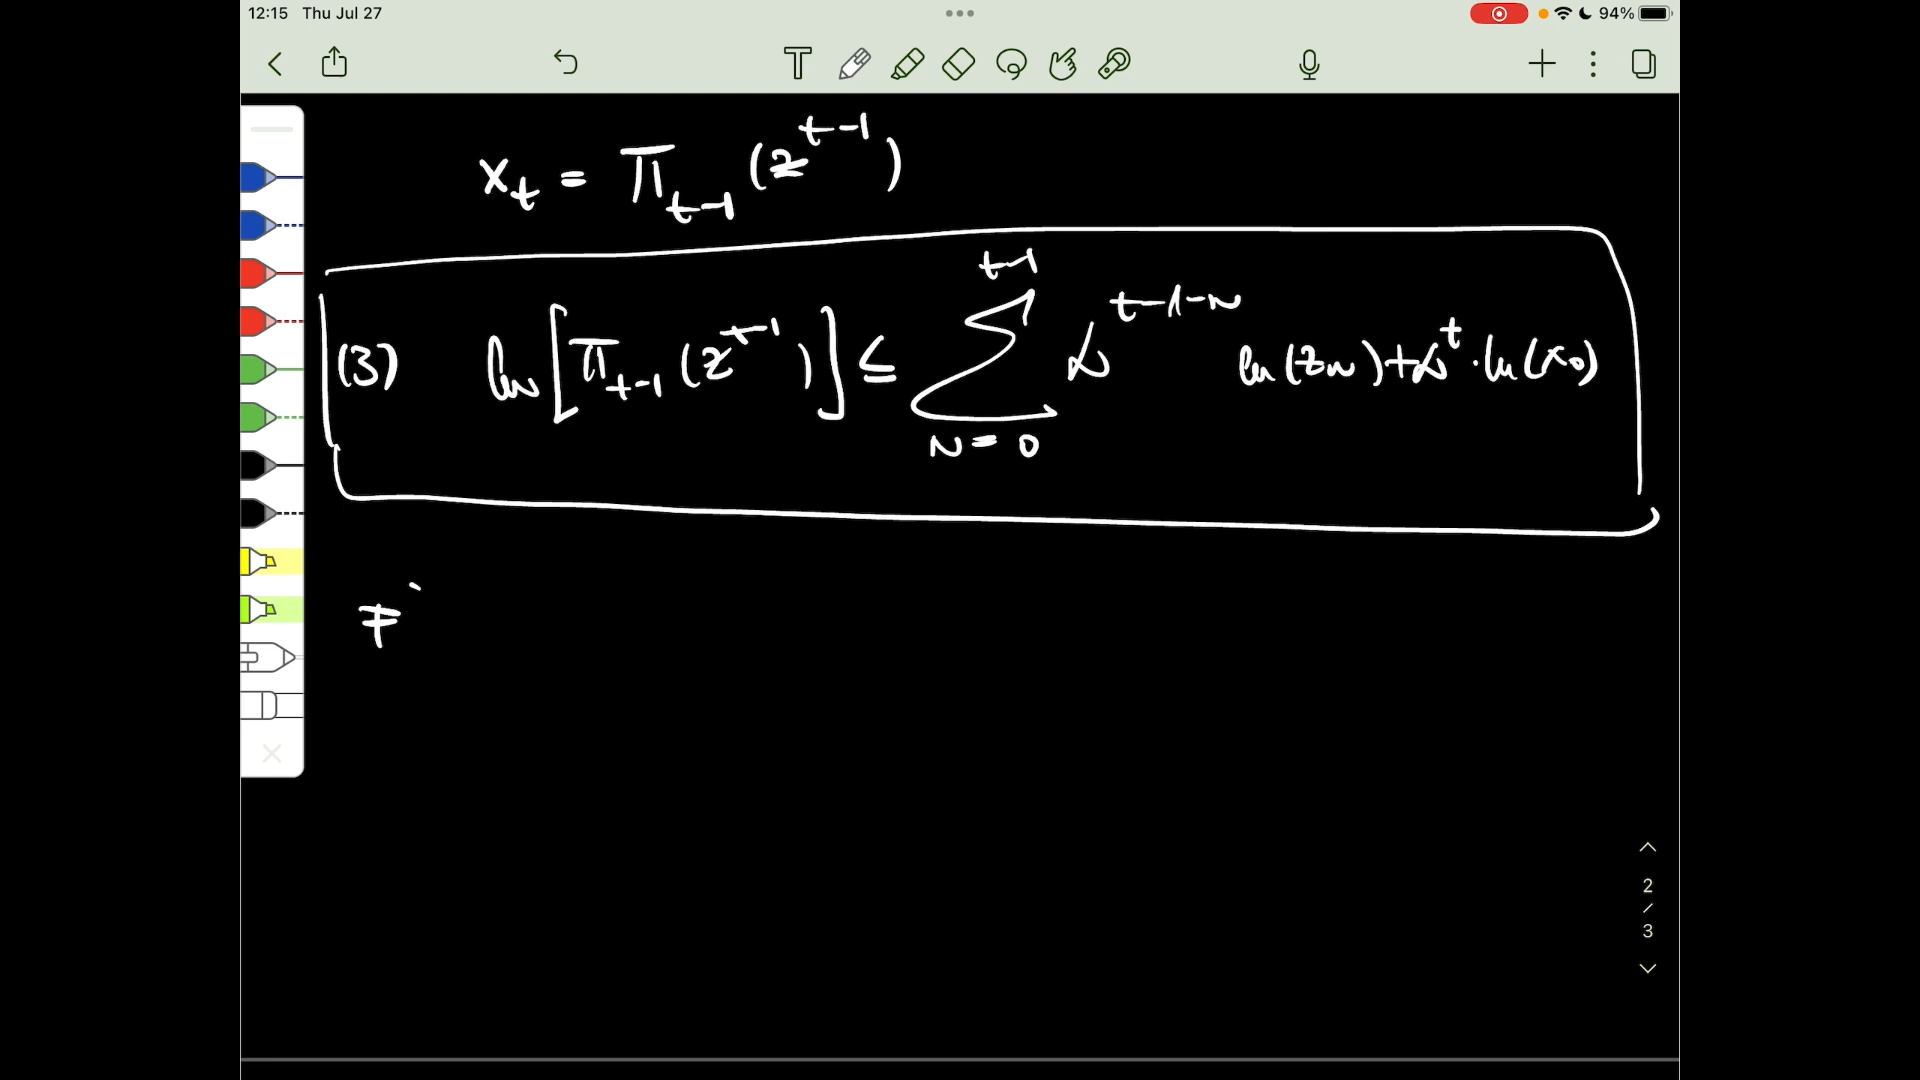 12:15 Thu Jul 27 94%
T
x_t = π_{t-1} (z^{t-1})
(3) ln[π_{t-1} (z^{t-1})] ≤ Σ_{n=0}^{t-1} α^{t-1-n} ln(z_n) + α^t · ln(x_0)
F
2
/
3